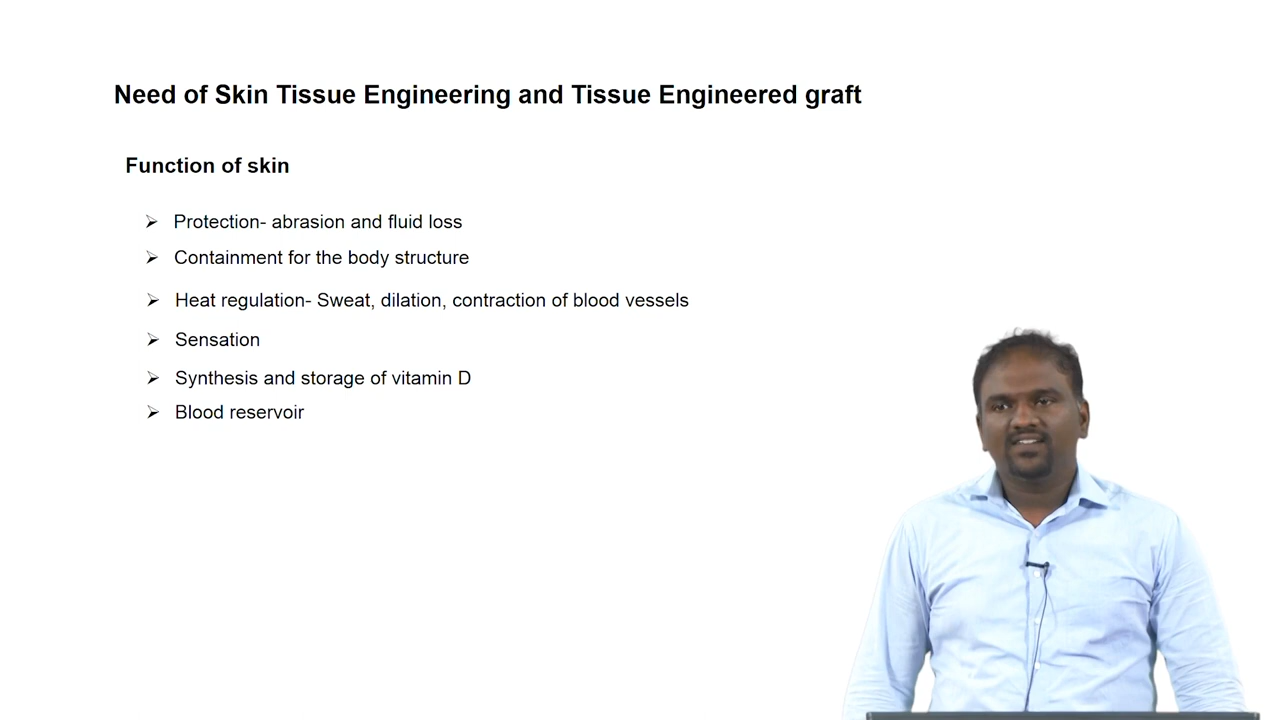 Need of Skin Tissue Engineering and Tissue Engineered graft
Function of skin
➢ Protection- abrasion and fluid loss
➢ Containment for the body structure
➢ Heat regulation- Sweat, dilation, contraction of blood vessels
➢ Sensation
➢ Synthesis and storage of vitamin D
➢ Blood reservoir